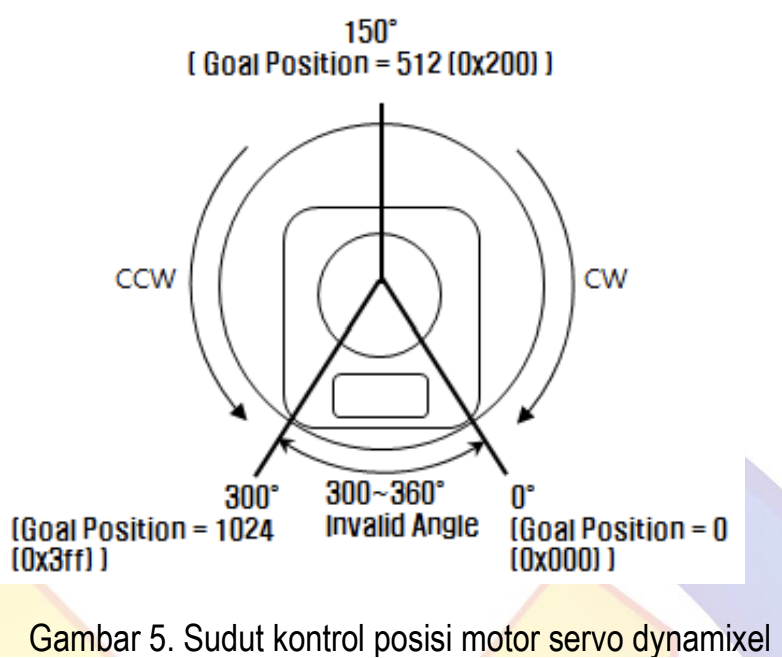 150°
( Goal Position = 512 (0x200) )
CCW
CW
300°
(Goal Position = 1024
(0x3ff) )
300~360°
Invalid Angle
0°
(Goal Position = 0
(0x000) )
Gambar 5. Sudut kontrol posisi motor servo dynamixel